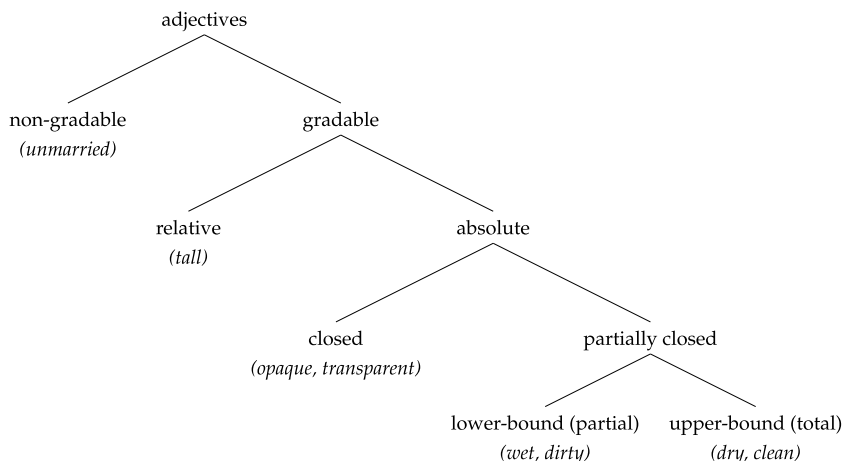 adjectives
non-gradable
gradable
(unmarried)
relative
absolute
(tall)
closed
partially closed
(opaque, transparent)
lower-bound (partial)
upper-bound (total)
(wet, dirty)
(dry, clean)